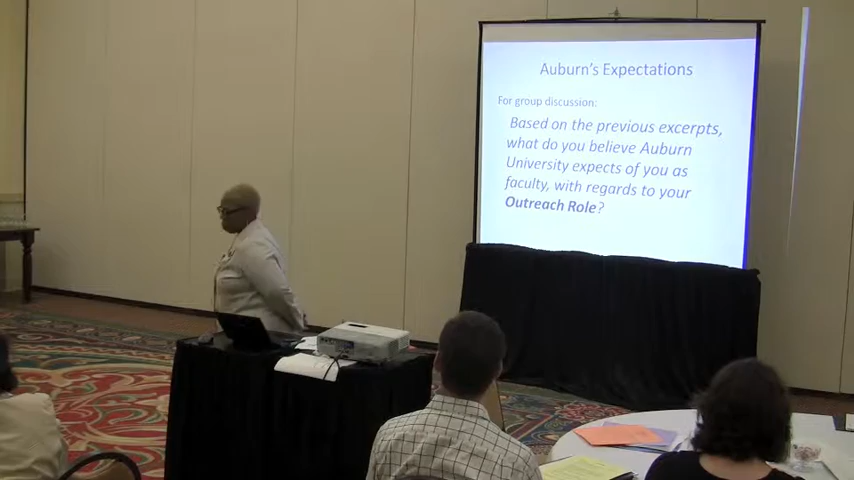 Auburn's Expectations
For group discussion:
Based on the previous excerpts,
what do you believe Auburn
University expects of you as
faculty, with regards to your
Outreach Role?